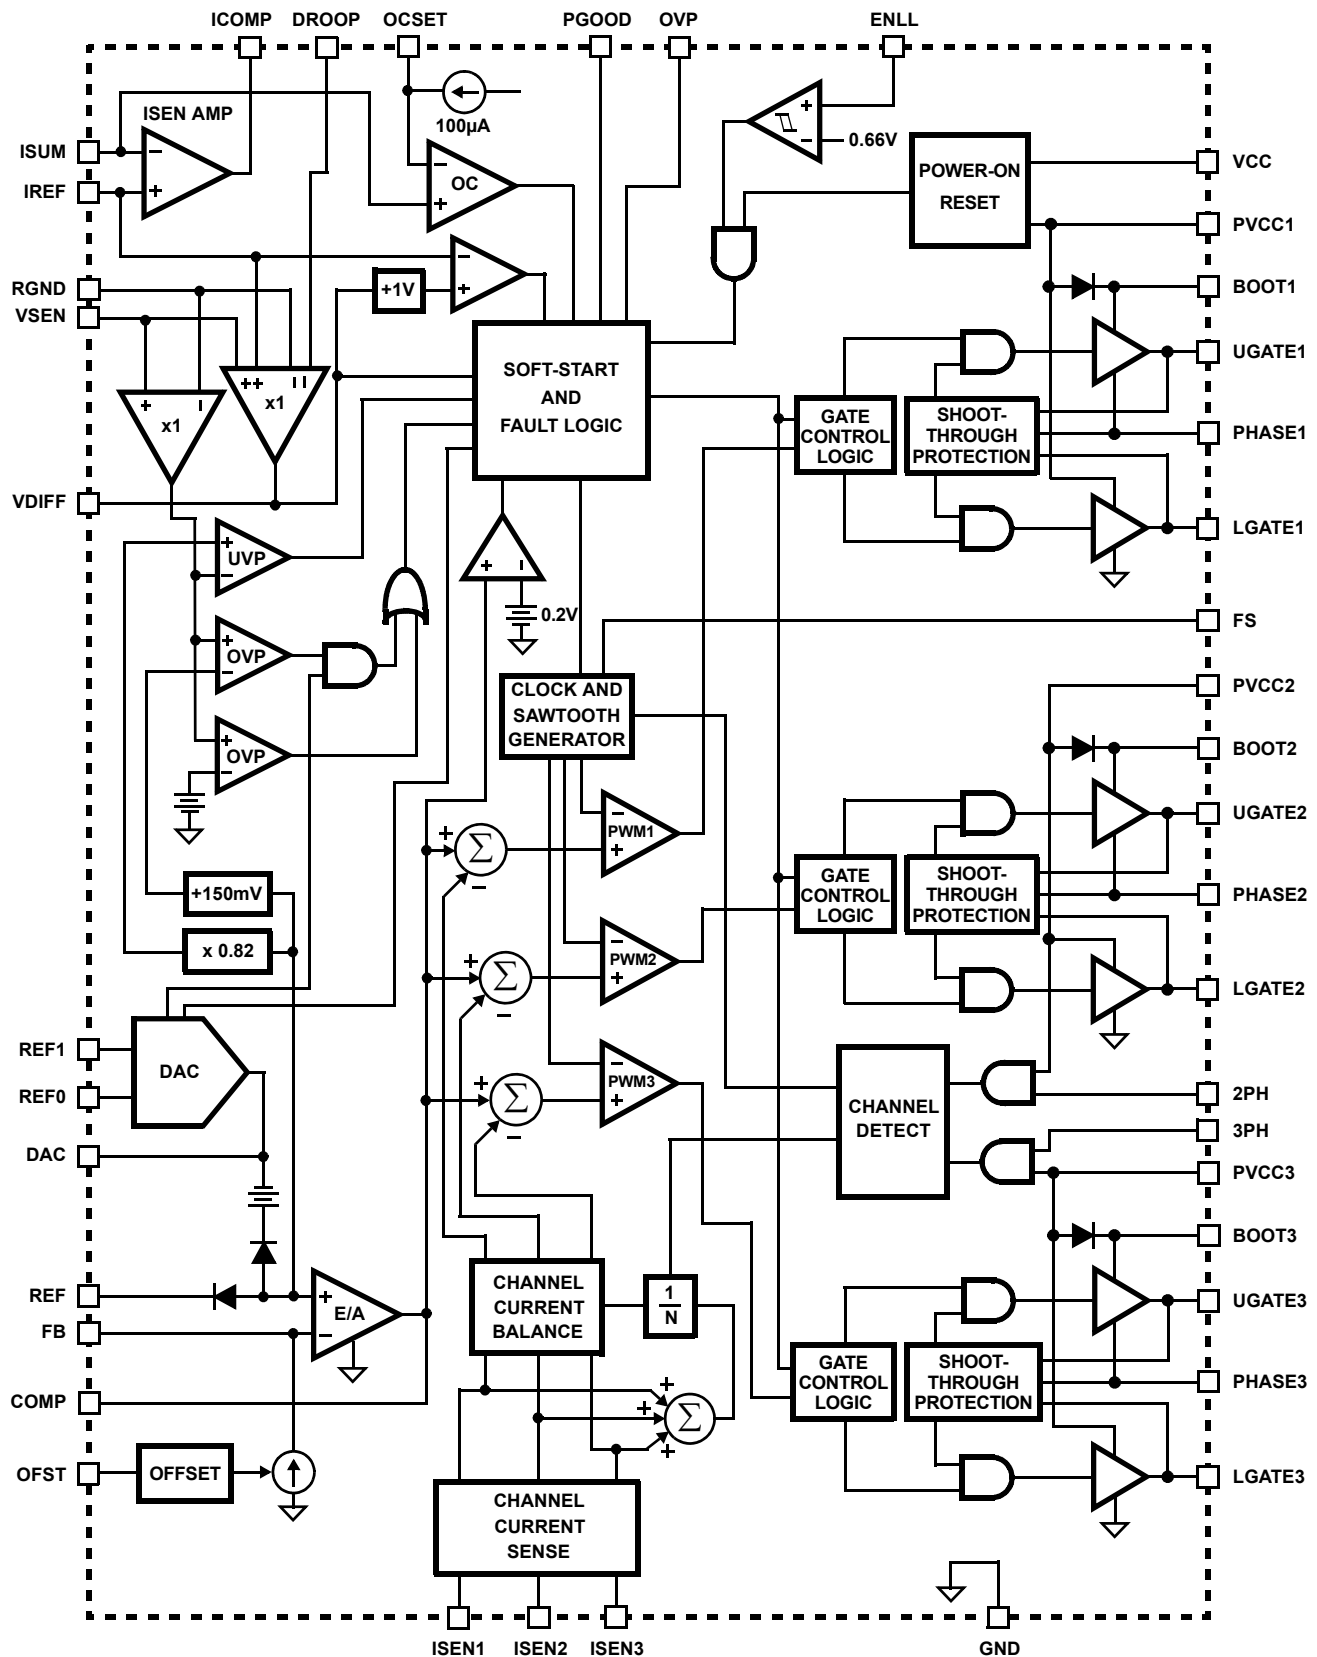 ICOMP DROOP OCSET PGOOD OVP ENLL
ISEN AMP
100µA
ISUM
−
IREF
+
−
OC
+
+
−
0.66V
POWER-ON
RESET
VCC
PVCC1
−
+1V
+
RGND
VSEN
BOOT1
UGATE1
PHASE1
LGATE1
++ − −
x1
+ −
x1
SOFT-START
AND
FAULT LOGIC
GATE
CONTROL
LOGIC
SHOOT-
THROUGH
PROTECTION
VDIFF
+
UVP
−
+ −
0.2V
+
OVP
−
FS
CLOCK AND
SAWTOOTH
GENERATOR
PVCC2
+
OVP
−
BOOT2
UGATE2
PHASE2
LGATE2
+
Σ
−
−
PWM1
+
GATE
CONTROL
LOGIC
SHOOT-
THROUGH
PROTECTION
+150mV
x 0.82
+
Σ
−
−
PWM2
+
REF1
REF0
DAC
+
Σ
−
−
PWM3
+
CHANNEL
DETECT
2PH
3PH
PVCC3
DAC
BOOT3
REF
FB
+
E/A
−
CHANNEL
CURRENT
BALANCE
1
N
UGATE3
PHASE3
LGATE3
GATE
CONTROL
LOGIC
SHOOT-
THROUGH
PROTECTION
COMP
+
+
+
Σ
OFST
OFFSET
CHANNEL
CURRENT
SENSE
ISEN1 ISEN2 ISEN3 GND